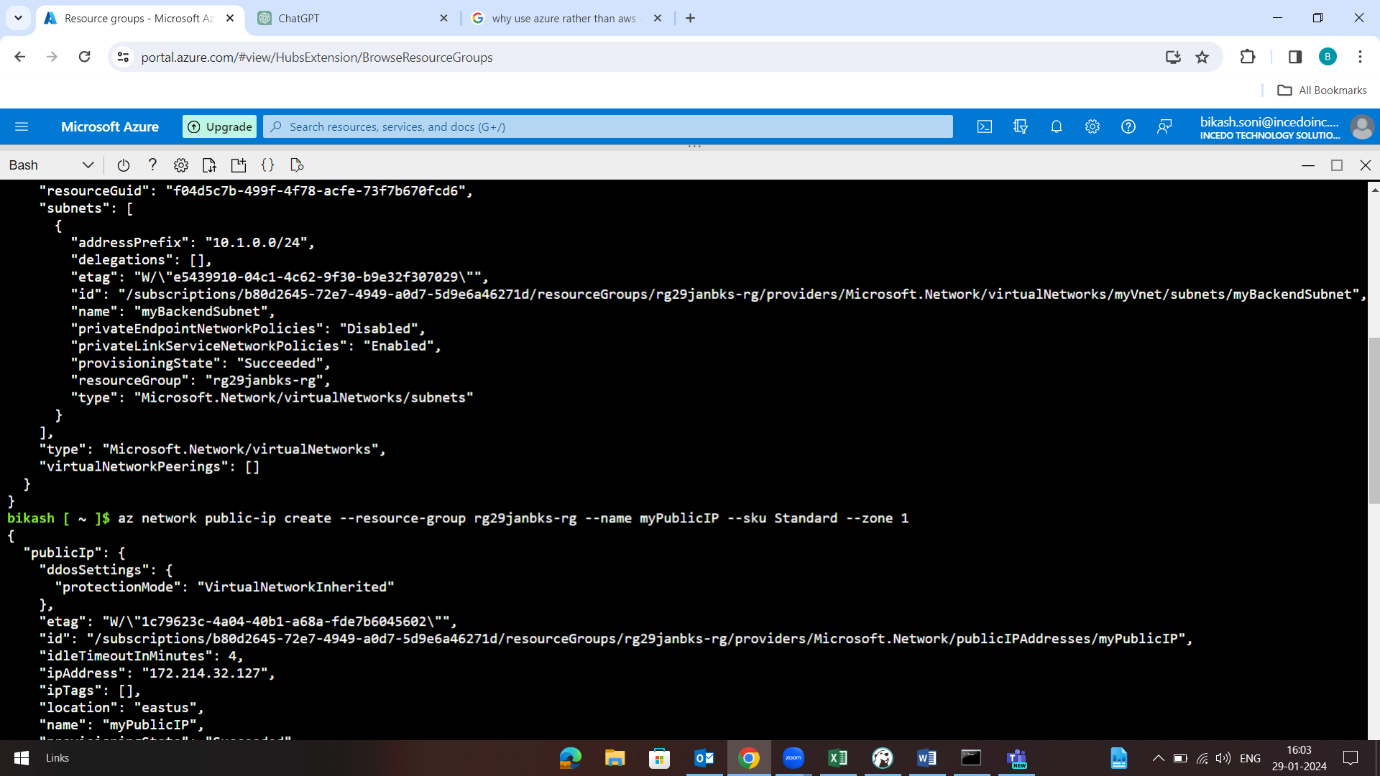 Resource groups - Microsoft Az
ChatGPT
why use azure rather than aws
portal.azure.com/#view/HubsExtension/BrowseResourceGroups
B
All Bookmarks
Microsoft Azure
Upgrade
Search resources, services, and docs (G+/)
bikash.soni@incedoinc....
INCEDO TECHNOLOGY SOLUTIO...
Bash
"resourceGuid": "f04d5c7b-499f-4f78-acfe-73f7b670fcd6",
"subnets": [
{
"addressPrefix": "10.1.0.0/24",
"delegations": [],
"etag": "W/\"e5439910-04c1-4c62-9f30-b9e32f307029\"",
"id": "/subscriptions/b80d2645-72e7-4949-a0d7-5d9e6a46271d/resourceGroups/rg29janbks-rg/providers/Microsoft.Network/virtualNetworks/myVnet/subnets/myBackendSubnet",
"name": "myBackendSubnet",
"privateEndpointNetworkPolicies": "Disabled",
"privateLinkServiceNetworkPolicies": "Enabled",
"provisioningState": "Succeeded",
"resourceGroup": "rg29janbks-rg",
"type": "Microsoft.Network/virtualNetworks/subnets"
}
],
"type": "Microsoft.Network/virtualNetworks",
"virtualNetworkPeerings": []
}
}
bikash [ ~ ]$ az network public-ip create --resource-group rg29janbks-rg --name myPublicIP --sku Standard --zone 1
{
"publicIp": {
"ddosSettings": {
"protectionMode": "VirtualNetworkInherited"
},
"etag": "W/\"1c79623c-4a04-40b1-a68a-fde7b6045602\"",
"id": "/subscriptions/b80d2645-72e7-4949-a0d7-5d9e6a46271d/resourceGroups/rg29janbks-rg/providers/Microsoft.Network/publicIPAddresses/myPublicIP",
"idleTimeoutInMinutes": 4,
"ipAddress": "172.214.32.127",
"ipTags": [],
"location": "eastus",
"name": "myPublicIP",
"provisioningState": "Succeeded"
Links
zoom
NEW
ENG
16:03
29-01-2024